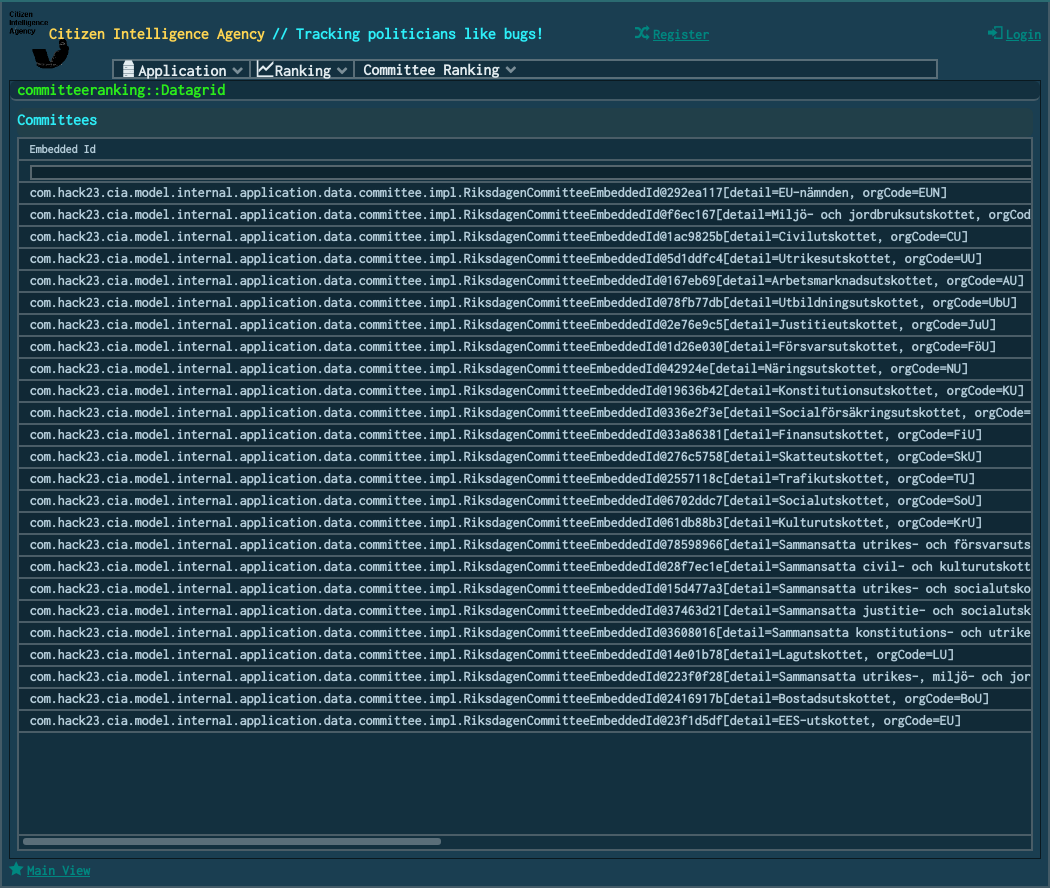 Citizen
Intelligence
Agency
Citizen Intelligence Agency // Tracking politicians like bugs!
Register
Login
Application
Ranking
Committee Ranking
committeeranking::Datagrid
Committees
Embedded Id
com.hack23.cia.model.internal.application.data.committee.impl.RiksdagenCommitteeEmbeddedId@292ea117[detail=EU-nämnden, orgCode=EUN]
com.hack23.cia.model.internal.application.data.committee.impl.RiksdagenCommitteeEmbeddedId@f6ec167[detail=Miljö- och jordbruksutskottet, orgCod
com.hack23.cia.model.internal.application.data.committee.impl.RiksdagenCommitteeEmbeddedId@1ac9825b[detail=Civilutskottet, orgCode=CU]
com.hack23.cia.model.internal.application.data.committee.impl.RiksdagenCommitteeEmbeddedId@5d1ddfc4[detail=Utrikesutskottet, orgCode=UU]
com.hack23.cia.model.internal.application.data.committee.impl.RiksdagenCommitteeEmbeddedId@167eb69[detail=Arbetsmarknadsutskottet, orgCode=AU]
com.hack23.cia.model.internal.application.data.committee.impl.RiksdagenCommitteeEmbeddedId@78fb77db[detail=Utbildningsutskottet, orgCode=UbU]
com.hack23.cia.model.internal.application.data.committee.impl.RiksdagenCommitteeEmbeddedId@2e76e9c5[detail=Justitieutskottet, orgCode=JuU]
com.hack23.cia.model.internal.application.data.committee.impl.RiksdagenCommitteeEmbeddedId@1d26e030[detail=Försvarsutskottet, orgCode=FöU]
com.hack23.cia.model.internal.application.data.committee.impl.RiksdagenCommitteeEmbeddedId@42924e[detail=Näringsutskottet, orgCode=NU]
com.hack23.cia.model.internal.application.data.committee.impl.RiksdagenCommitteeEmbeddedId@19636b42[detail=Konstitutionsutskottet, orgCode=KU]
com.hack23.cia.model.internal.application.data.committee.impl.RiksdagenCommitteeEmbeddedId@336e2f3e[detail=Socialförsäkringsutskottet, orgCode=
com.hack23.cia.model.internal.application.data.committee.impl.RiksdagenCommitteeEmbeddedId@33a86381[detail=Finansutskottet, orgCode=FiU]
com.hack23.cia.model.internal.application.data.committee.impl.RiksdagenCommitteeEmbeddedId@276c5758[detail=Skatteutskottet, orgCode=SkU]
com.hack23.cia.model.internal.application.data.committee.impl.RiksdagenCommitteeEmbeddedId@2557118c[detail=Trafikutskottet, orgCode=TU]
com.hack23.cia.model.internal.application.data.committee.impl.RiksdagenCommitteeEmbeddedId@6702ddc7[detail=Socialutskottet, orgCode=SoU]
com.hack23.cia.model.internal.application.data.committee.impl.RiksdagenCommitteeEmbeddedId@61db88b3[detail=Kulturutskottet, orgCode=KrU]
com.hack23.cia.model.internal.application.data.committee.impl.RiksdagenCommitteeEmbeddedId@78598966[detail=Sammansatta utrikes- och försvarsuts
com.hack23.cia.model.internal.application.data.committee.impl.RiksdagenCommitteeEmbeddedId@28f7ec1e[detail=Sammansatta civil- och kulturutskott
com.hack23.cia.model.internal.application.data.committee.impl.RiksdagenCommitteeEmbeddedId@15d477a3[detail=Sammansatta utrikes- och socialutsko
com.hack23.cia.model.internal.application.data.committee.impl.RiksdagenCommitteeEmbeddedId@37463d21[detail=Sammansatta justitie- och socialutsk
com.hack23.cia.model.internal.application.data.committee.impl.RiksdagenCommitteeEmbeddedId@3608016[detail=Sammansatta konstitutions- och utrike
com.hack23.cia.model.internal.application.data.committee.impl.RiksdagenCommitteeEmbeddedId@14e01b78[detail=Lagutskottet, orgCode=LU]
com.hack23.cia.model.internal.application.data.committee.impl.RiksdagenCommitteeEmbeddedId@223f0f28[detail=Sammansatta utrikes-, miljö- och jor
com.hack23.cia.model.internal.application.data.committee.impl.RiksdagenCommitteeEmbeddedId@2416917b[detail=Bostadsutskottet, orgCode=BoU]
com.hack23.cia.model.internal.application.data.committee.impl.RiksdagenCommitteeEmbeddedId@23f1d5df[detail=EES-utskottet, orgCode=EU]
Main View